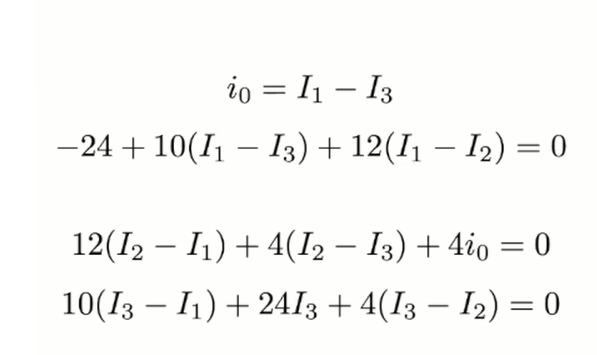 i₀ = I₁ − I₃
−24 + 10(I₁ − I₃) + 12(I₁ − I₂) = 0
12(I₂ − I₁) + 4(I₂ − I₃) + 4i₀ = 0
10(I₃ − I₁) + 24I₃ + 4(I₃ − I₂) = 0